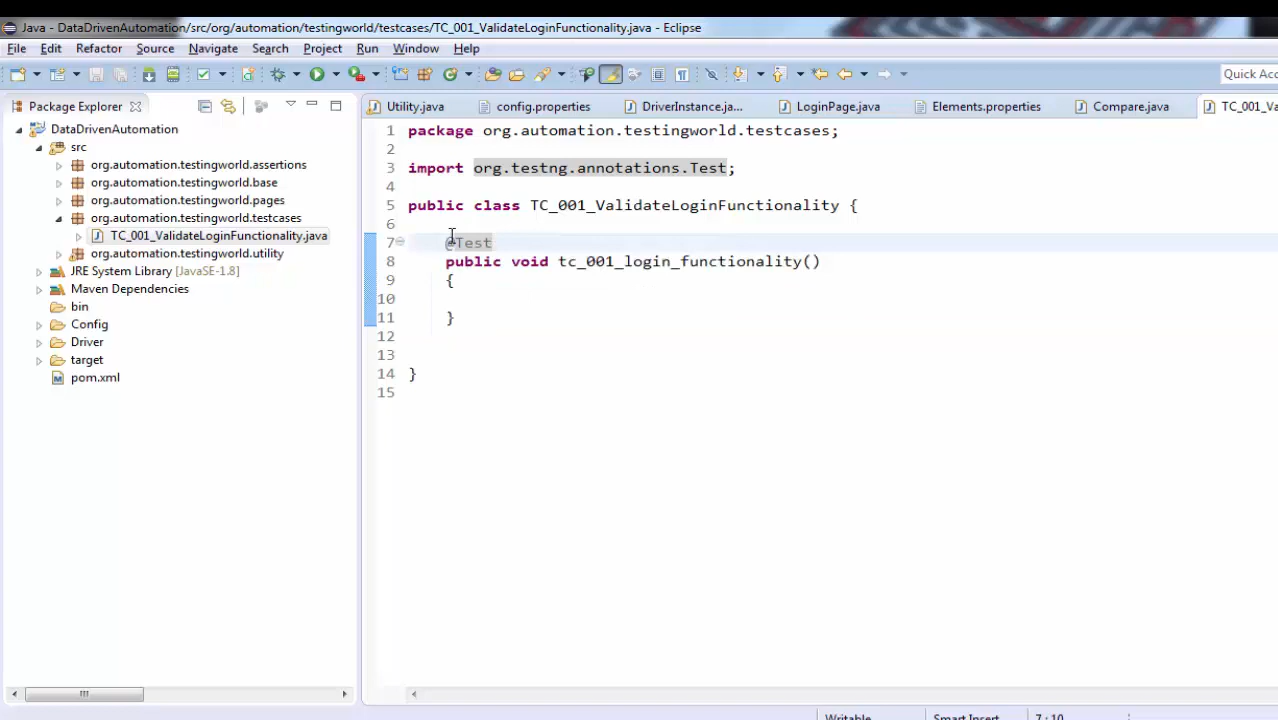 Java - DataDrivenAutomation/src/org/automation/testingworld/testcases/TC_001_ValidateLoginFunctionality.java - Eclipse
File Edit Refactor Source Navigate Search Project Run Window Help
Quick Acc
Package Explorer
Utility.java config.properties DriverInstance.ja... LoginPage.java Elements.properties Compare.java TC_001_Va
DataDrivenAutomation
src
org.automation.testingworld.assertions
org.automation.testingworld.base
org.automation.testingworld.pages
org.automation.testingworld.testcases
TC_001_ValidateLoginFunctionality.java
org.automation.testingworld.utility
JRE System Library [JavaSE-1.8]
Maven Dependencies
bin
Config
Driver
target
pom.xml
1 package org.automation.testingworld.testcases;
2
3 import org.testng.annotations.Test;
4
5 public class TC_001_ValidateLoginFunctionality {
6
7 @Test
8 public void tc_001_login_functionality()
9 {
10
11 }
12
13
14 }
15
Writable Smart Insert 7 : 10